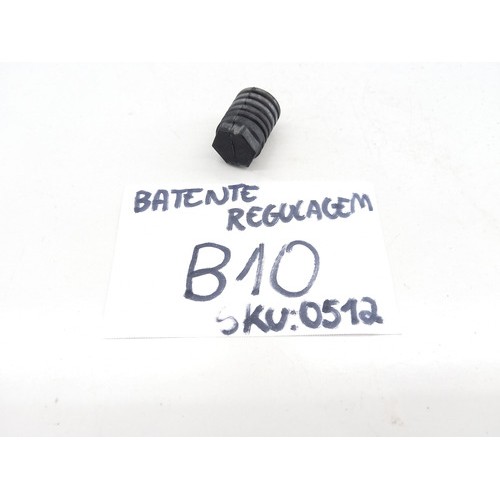 BATENTE
REGULAGEM
B10
SKU:0512